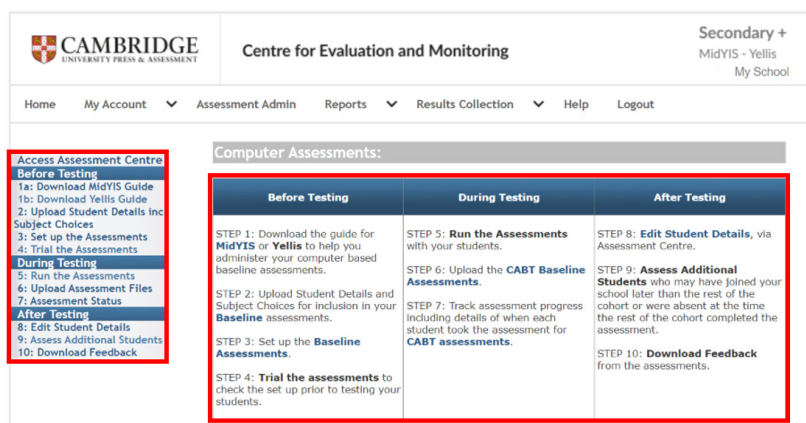 CAMBRIDGE
UNIVERSITY PRESS & ASSESSMENT
Centre for Evaluation and Monitoring
Secondary +
MidYIS - Yellis
My School
Home My Account Assessment Admin Reports Results Collection Help Logout
Access Assessment Centre
Before Testing
1a: Download MidYIS Guide
1b: Download Yellis Guide
2: Upload Student Details inc
Subject Choices
3: Set up the Assessments
4: Trial the Assessments
During Testing
5: Run the Assessments
6: Upload Assessment Files
7: Assessment Status
After Testing
8: Edit Student Details
9: Assess Additional Students
10: Download Feedback
Computer Assessments:
Before Testing
STEP 1: Download the guide for
MidYIS or Yellis to help you
administer your computer based
baseline assessments.
STEP 2: Upload Student Details and
Subject Choices for inclusion in your
Baseline assessments.
STEP 3: Set up the Baseline
Assessments.
STEP 4: Trial the assessments to
check the set up prior to testing your
students.
During Testing
STEP 5: Run the Assessments
with your students.
STEP 6: Upload the CABT Baseline
Assessments.
STEP 7: Track assessment progress
including details of when each
student took the assessment for
CABT assessments.
After Testing
STEP 8: Edit Student Details, via
Assessment Centre.
STEP 9: Assess Additional
Students who may have joined your
school later than the rest of the
cohort or were absent at the time
the rest of the cohort completed the
assessment.
STEP 10: Download Feedback
from the assessments.